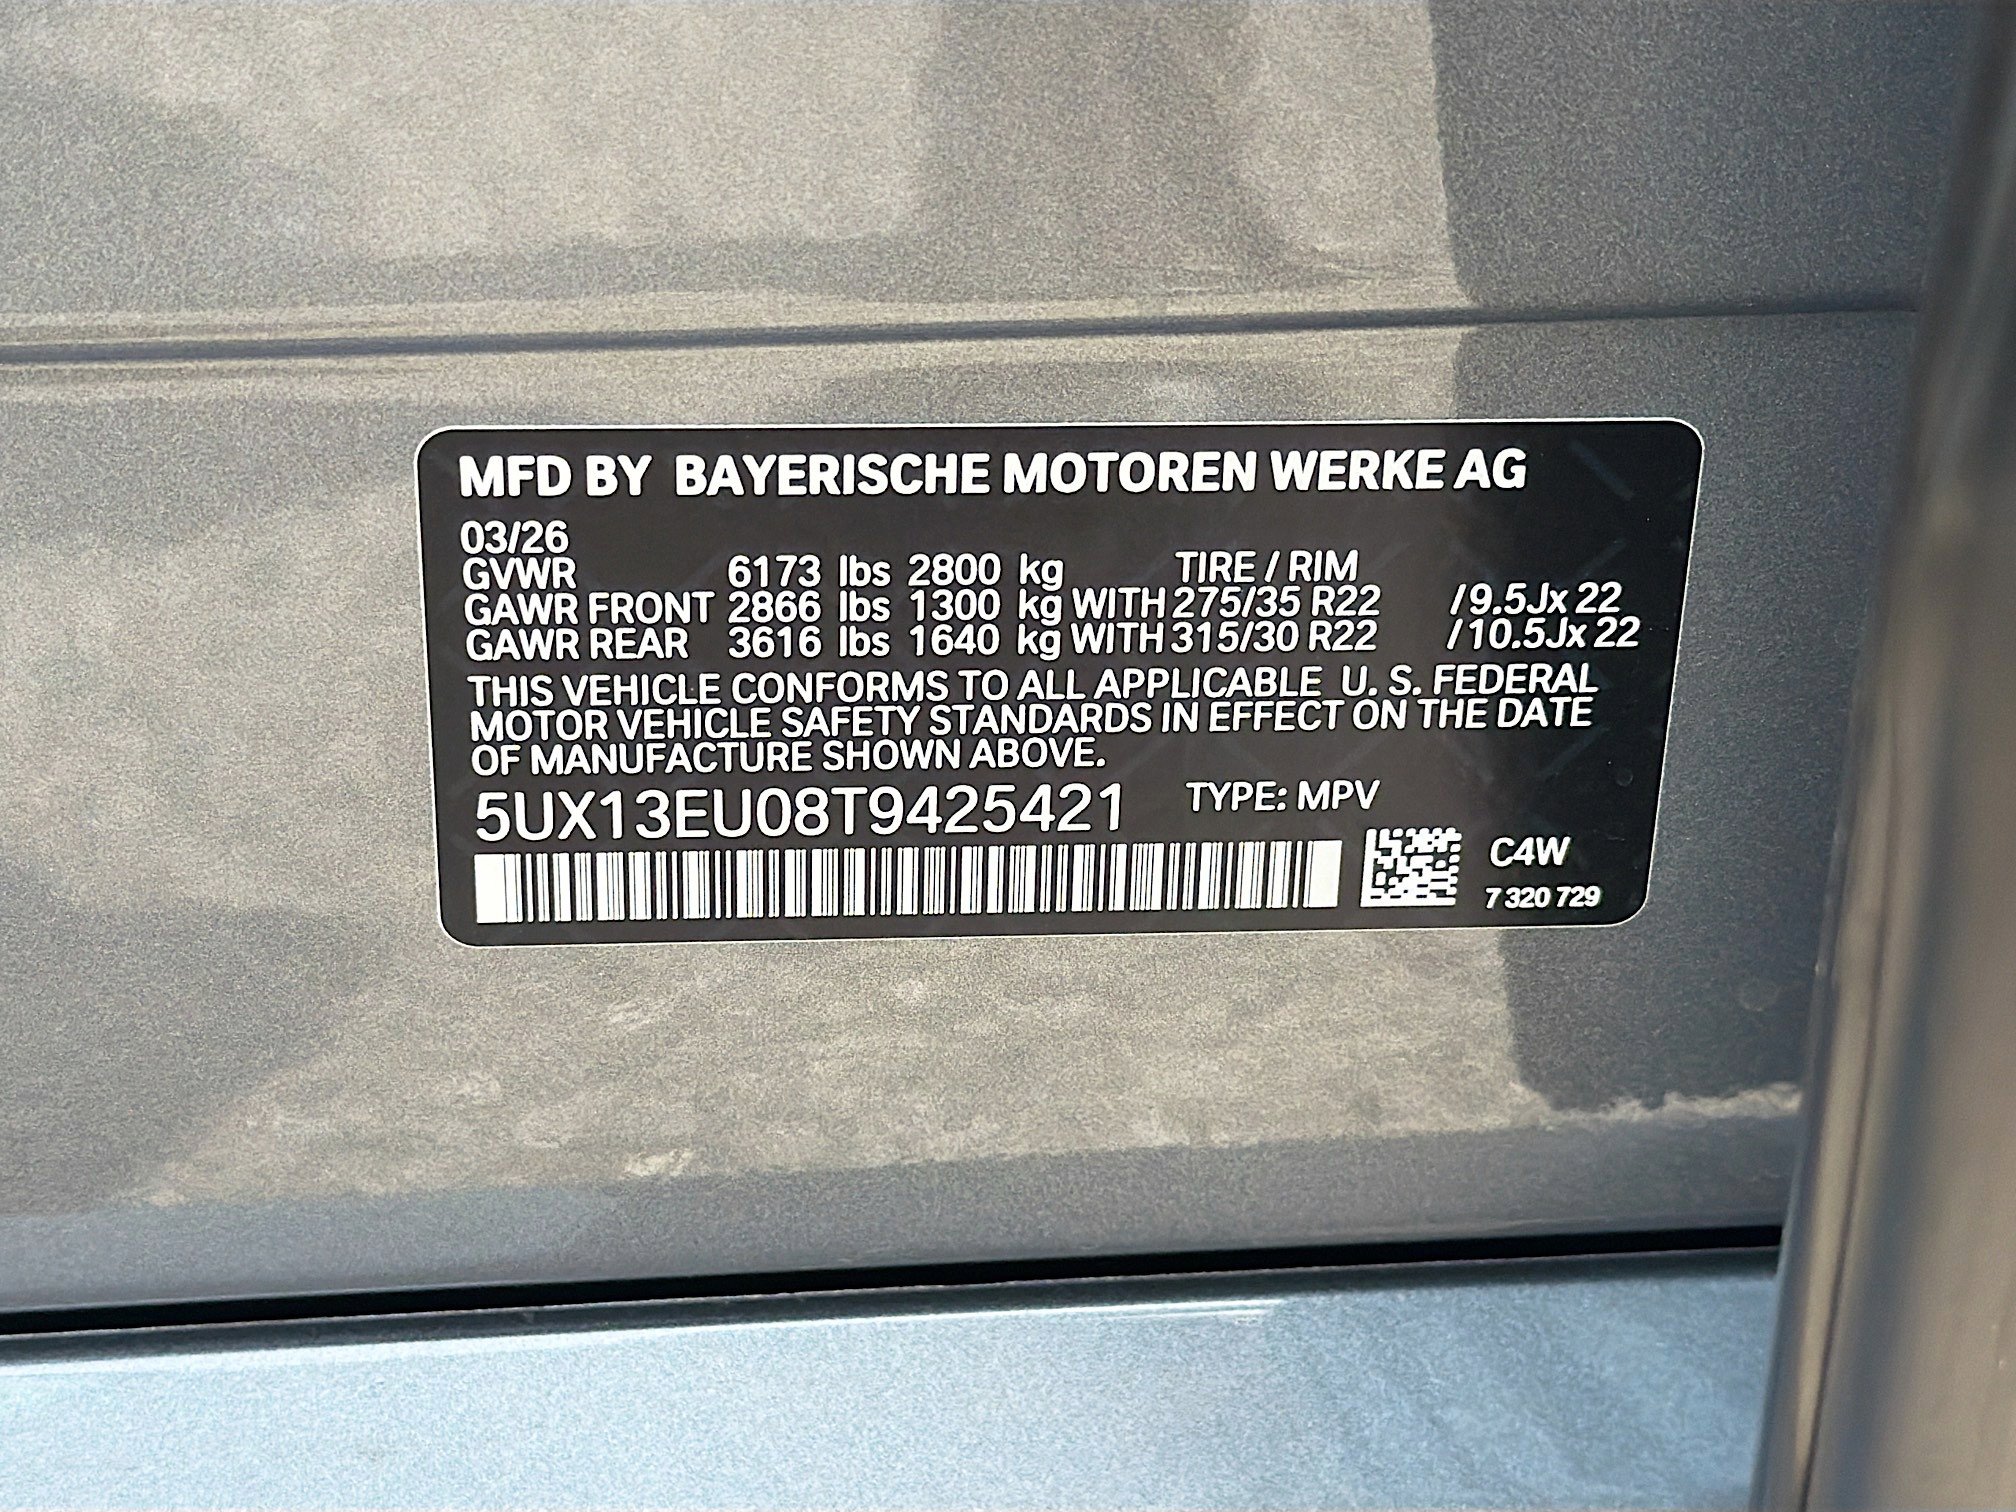 MFD BY BAYERISCHE MOTOREN WERKE AG
03/26
GVWR 6173 lbs 2800 kg TIRE / RIM
GAWR FRONT 2866 lbs 1300 kg WITH 275/35 R22 /9.5Jx 22
GAWR REAR 3616 lbs 1640 kg WITH 315/30 R22 /10.5Jx 22
THIS VEHICLE CONFORMS TO ALL APPLICABLE U. S. FEDERAL
MOTOR VEHICLE SAFETY STANDARDS IN EFFECT ON THE DATE
OF MANUFACTURE SHOWN ABOVE.
5UX13EU08T9425421 TYPE: MPV
C4W
7 320 729